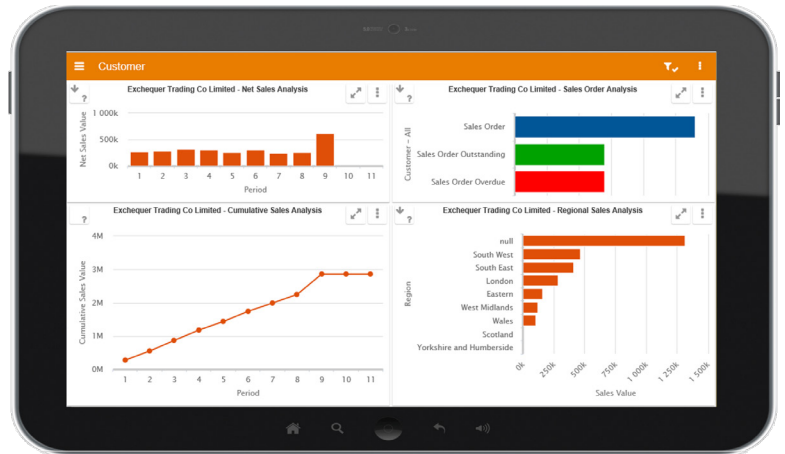 Customer
Exchequer Trading Co Limited - Net Sales Analysis
?
Net Sales Value
1 000k
500k
0k
1 2 3 4 5 6 7 8 9 10 11
Period
Exchequer Trading Co Limited - Sales Order Analysis
?
Customer – All
Sales Order
Sales Order Outstanding
Sales Order Overdue
Exchequer Trading Co Limited - Cumulative Sales Analysis
?
Cumulative Sales Value
4M
3M
2M
1M
0M
1 2 3 4 5 6 7 8 9 10 11
Period
Exchequer Trading Co Limited - Regional Sales Analysis
?
Region
null
South West
South East
London
Eastern
West Midlands
Wales
Scotland
Yorkshire and Humberside
0k 250k 500k 750k 1 000k 1 250k 1 500k
Sales Value